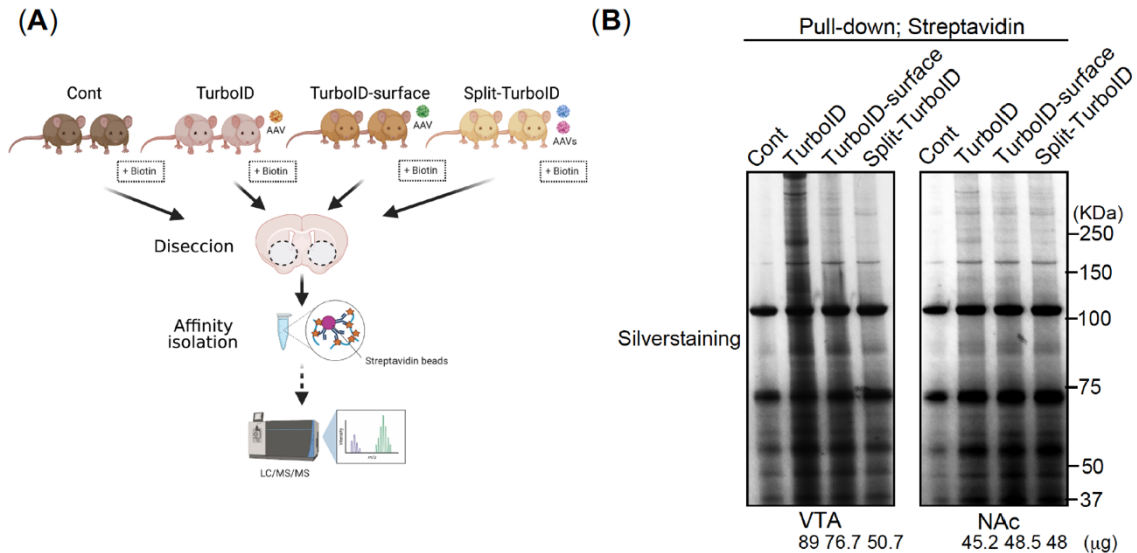 (A)
Cont
TurboID
TurboID-surface
Split-TurboID
AAV
AAV
AAVs
+ Biotin
+ Biotin
+ Biotin
+ Biotin
Diseccion
Affinity
isolation
Streptavidin beads
Intensity
m/z
LC/MS/MS
(B)
Pull-down; Streptavidin
Cont
TurboID
TurboID-surface
Split-TurboID
Cont
TurboID
TurboID-surface
Split-TurboID
(KDa)
250
150
100
75
50
37
Silverstaining
VTA
NAc
89 76.7 50.7
45.2 48.5 48 (μg)